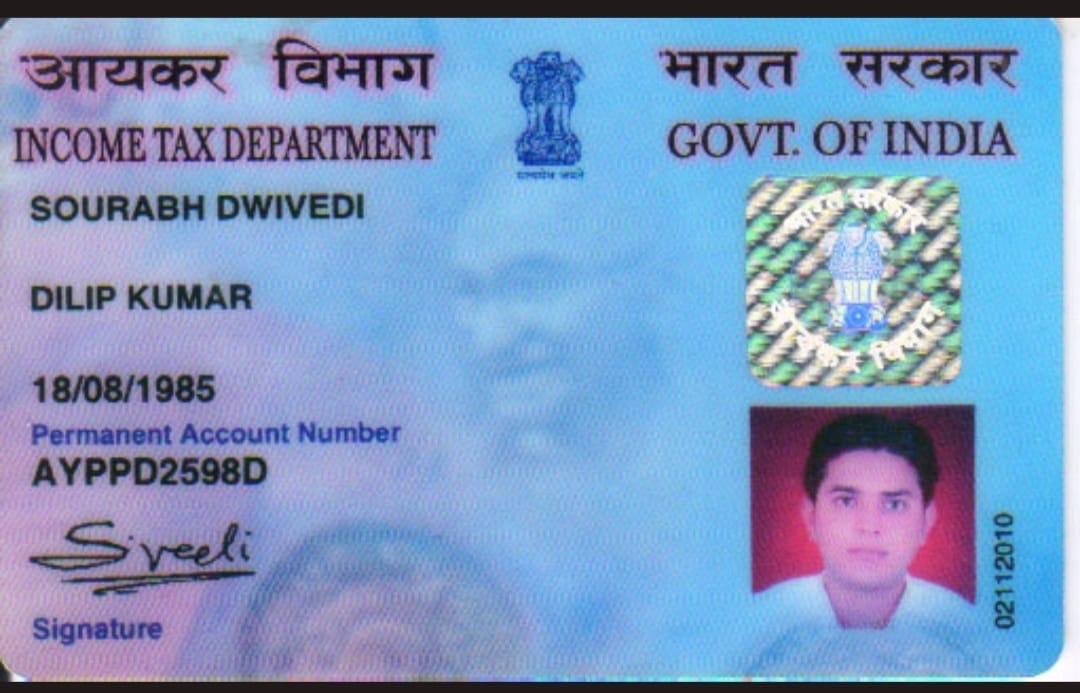 आयकर विभाग
INCOME TAX DEPARTMENT
भारत सरकार
GOVT. OF INDIA
सत्यमेव जयते
SOURABH DWIVEDI
DILIP KUMAR
18/08/1985
Permanent Account Number
AYPPD2598D
Signature
भारत सरकार
आयकर विभाग
02112010